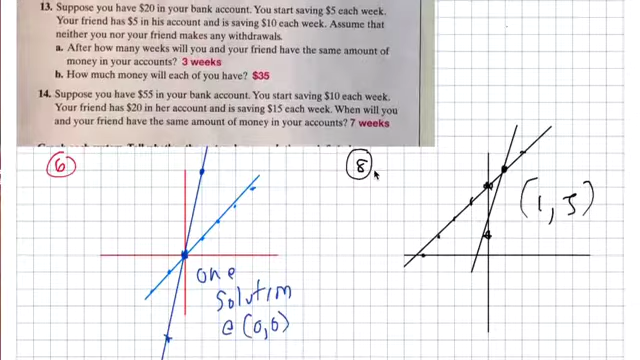 13. Suppose you have $20 in your bank account. You start saving $5 each week.
Your friend has $5 in his account and is saving $10 each week. Assume that
neither you nor your friend makes any withdrawals.
a. After how many weeks will you and your friend have the same amount of
money in your accounts? 3 weeks
b. How much money will each of you have? $35
14. Suppose you have $55 in your bank account. You start saving $10 each week.
Your friend has $20 in her account and is saving $15 each week. When will you
and your friend have the same amount of money in your accounts? 7 weeks
6
8
(1, 5)
one
solution
@ (0,0)